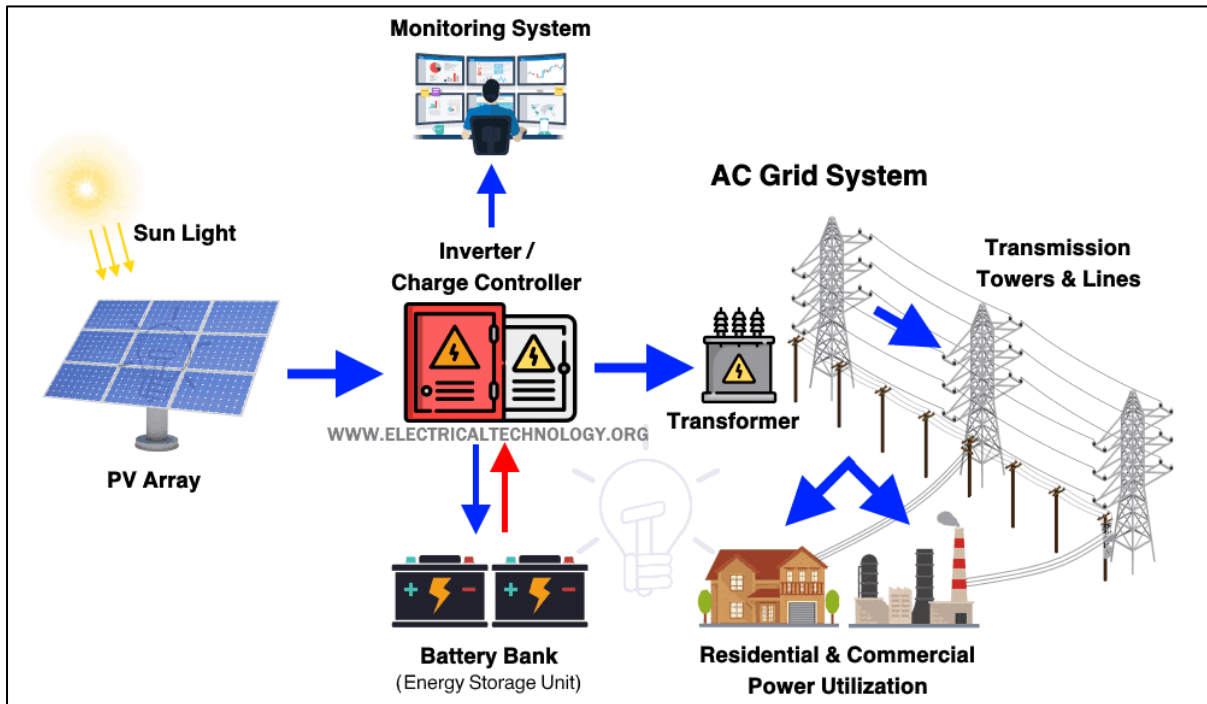 Monitoring System
Sun Light
Inverter /
Charge Controller
AC Grid System
Transmission
Towers & Lines
WWW.ELECTRICALTECHNOLOGY.ORG
Transformer
PV Array
+ - + -
Battery Bank
(Energy Storage Unit)
Residential & Commercial
Power Utilization